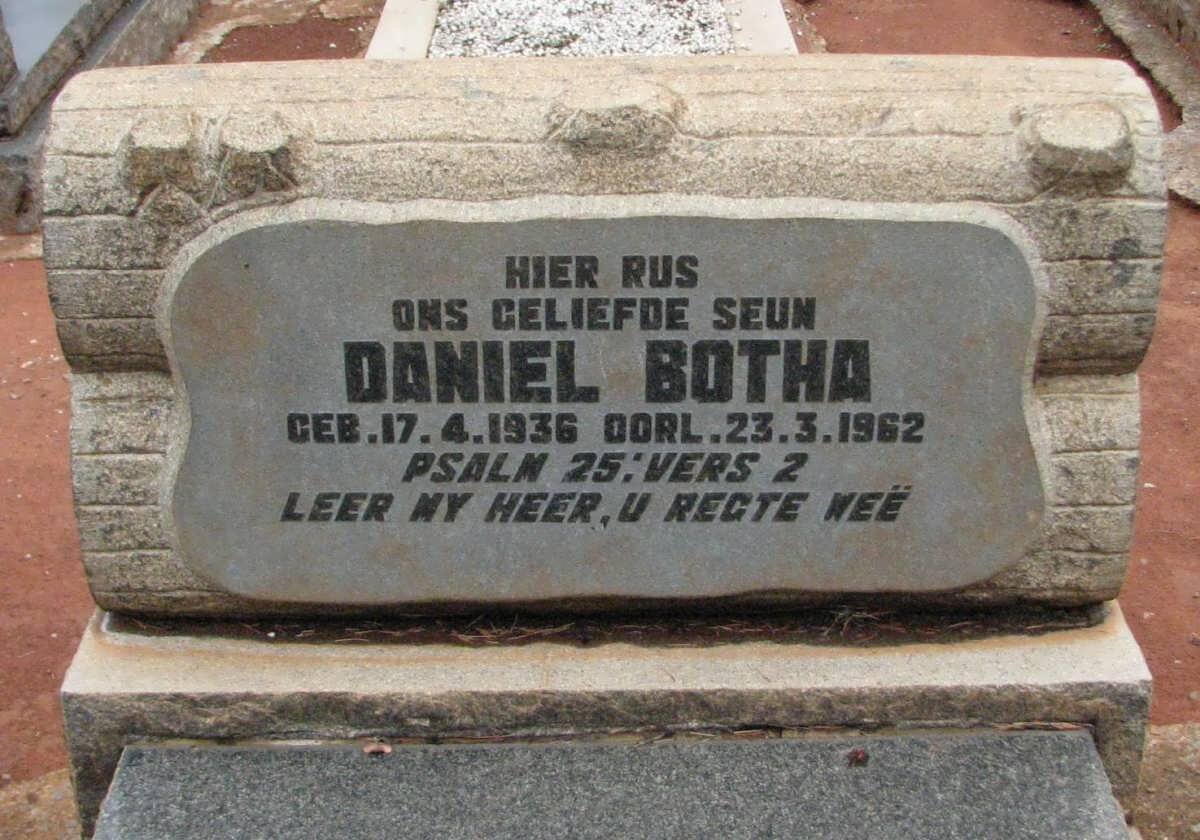 HIER RUS
ONS GELIEFDE SEUN
DANIEL BOTHA
GEB. 17. 4. 1936 OORL. 23. 3. 1962
PSALM 25: VERS 2
LEER MY HEER, U REGTE WEË